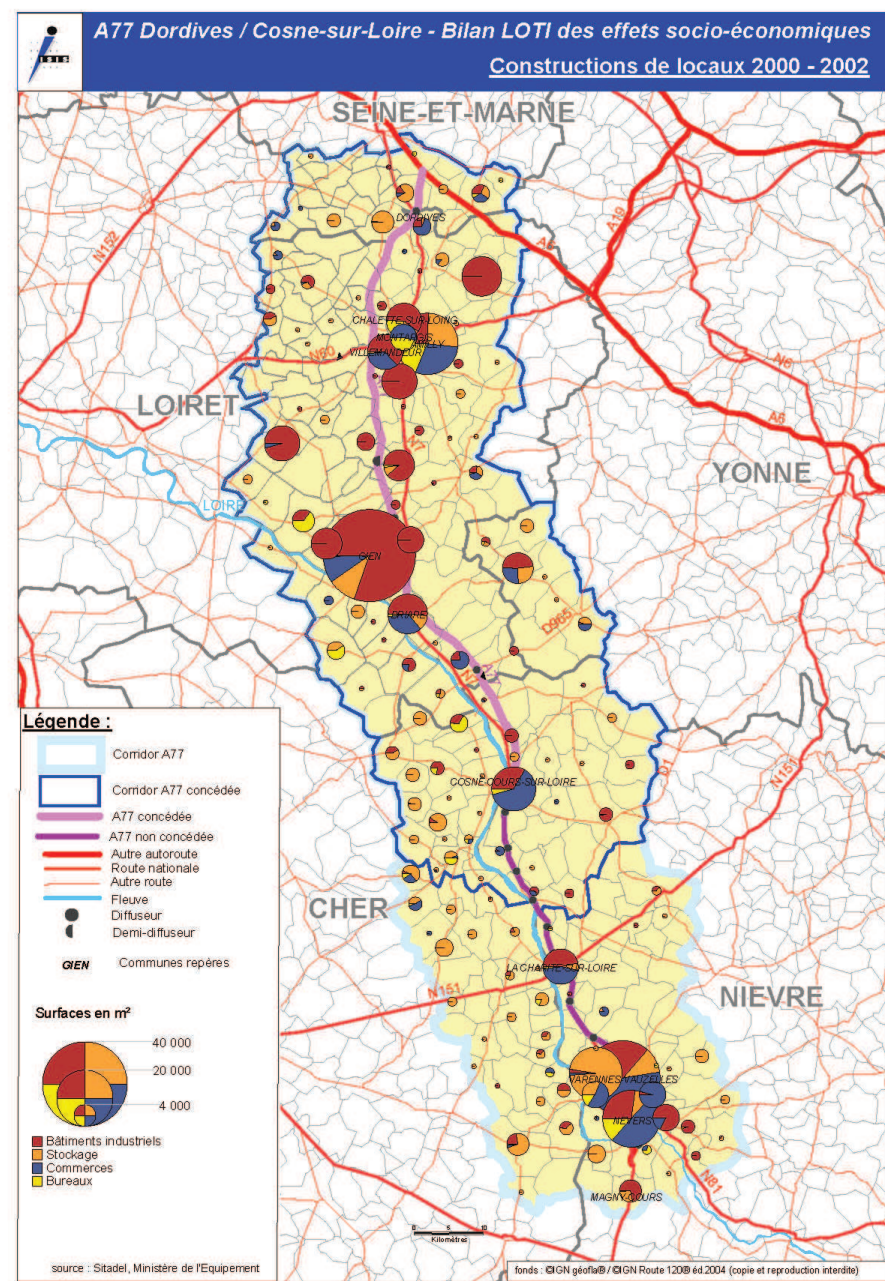 ISIS
A77 Dordives / Cosne-sur-Loire - Bilan LOTI des effets socio-économiques
Constructions de locaux 2000 - 2002
SEINE-ET-MARNE
DORDIVES
A19
N152
A6
CHALETTE-SUR-LOING
MONTARGIS
AMILLY
VILLEMANDEUR
N60
N6
A6
LOIRET
N7
YONNE
LOIRE
GIEN
BRIARE
D965
A77
N7
COSNE-COURS-SUR-LOIRE
D1
N151
CHER
LA CHARITE-SUR-LOIRE
N151
NIEVRE
VARENNES-VAUZELLES
NEVERS
N81
MAGNY-COURS
Légende :
Corridor A77
Corridor A77 concédée
A77 concédée
A77 non concédée
Autre autoroute
Route nationale
Autre route
Fleuve
Diffuseur
Demi-diffuseur
GIEN
Communes repères
Surfaces en m²
40 000
20 000
4 000
Bâtiments industriels
Stockage
Commerces
Bureaux
source : Sitadel, Ministère de l'Equipement
0 5 10
Kilomètres
fonds : ©IGN géofla® / ©IGN Route 120® éd.2004 (copie et reproduction interdite)